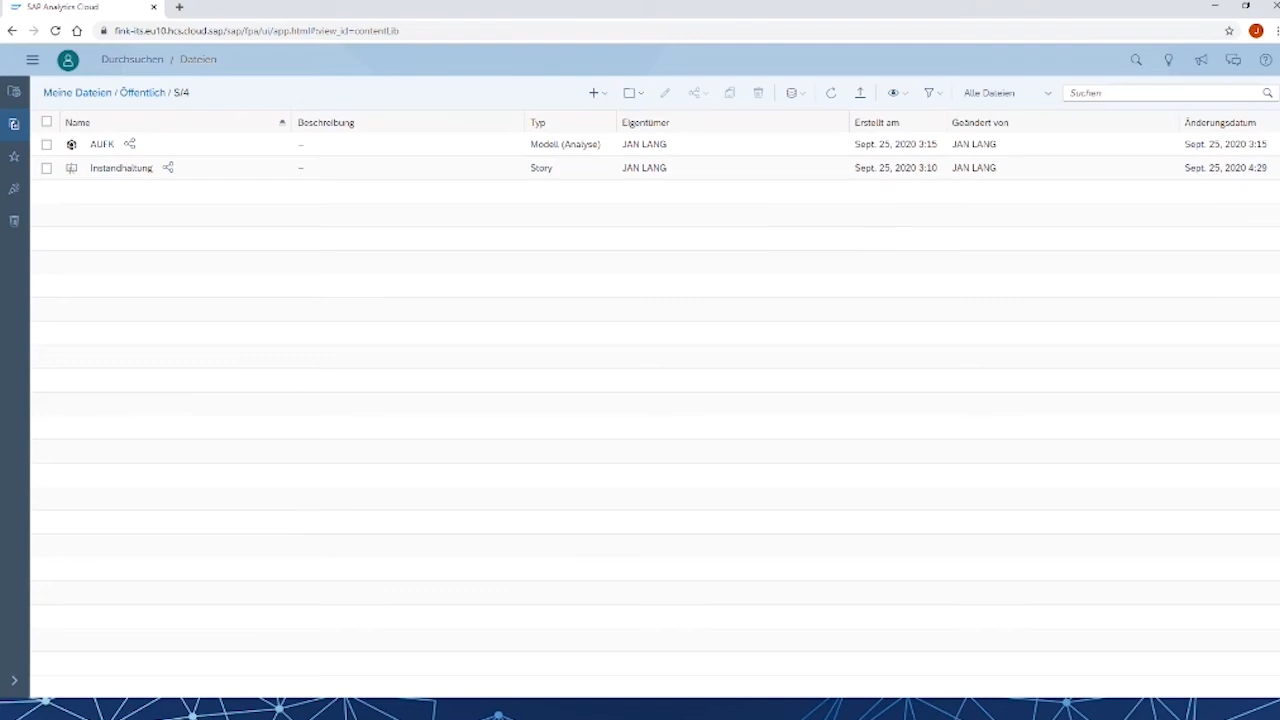 SAP Analytics Cloud
fink-its.eu10.hcs.cloud.sap/sap/fpa/ui/app.html#view_id=contentLib
J
Durchsuchen / Dateien
Meine Dateien / Öffentlich / S/4
Alle Dateien
Suchen
Name Beschreibung Typ Eigentümer Erstellt am Geändert von Änderungsdatum
AUFK – Modell (Analyse) JAN LANG Sept. 25, 2020 3:15 JAN LANG Sept. 25, 2020 3:15
Instandhaltung – Story JAN LANG Sept. 25, 2020 3:10 JAN LANG Sept. 25, 2020 4:29